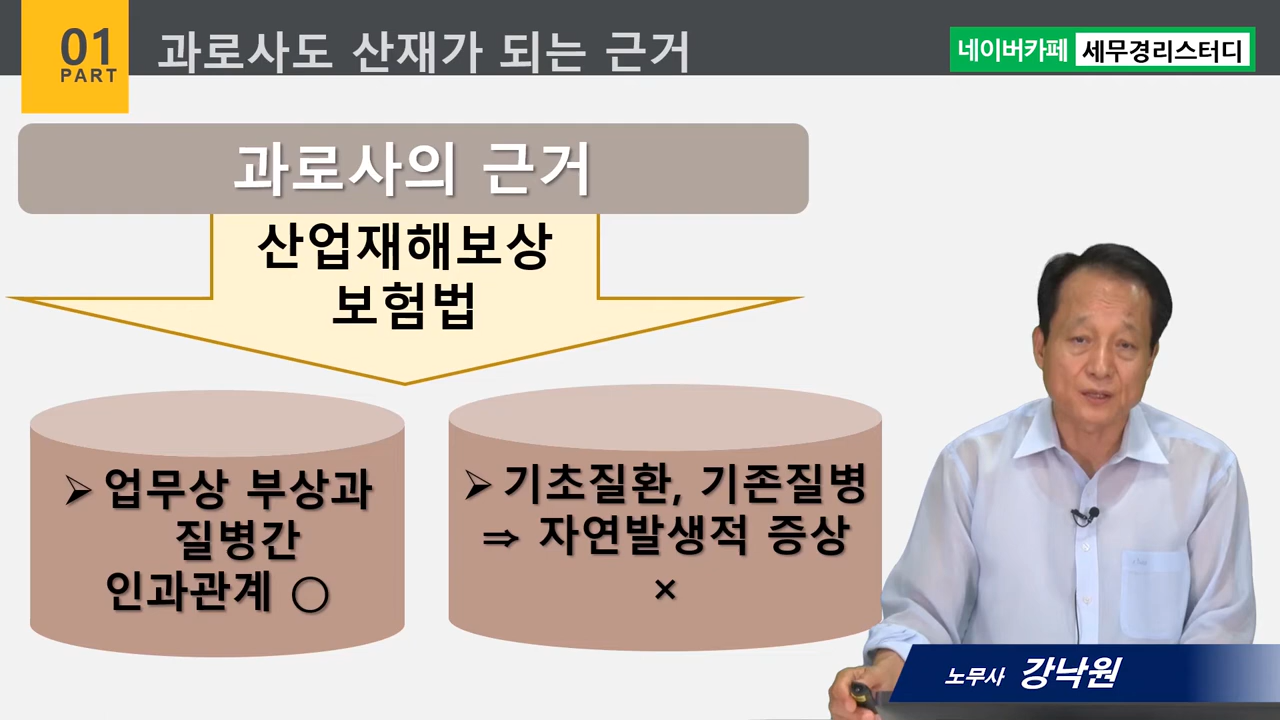 01
PART
과로사도 산재가 되는 근거
네이버카페 세무경리스터디
과로사의 근거
산업재해보상
보험법
➢ 업무상 부상과
질병간
인과관계 ○
➢ 기초질환, 기존질병
⇒ 자연발생적 증상
×
노무사 강낙원